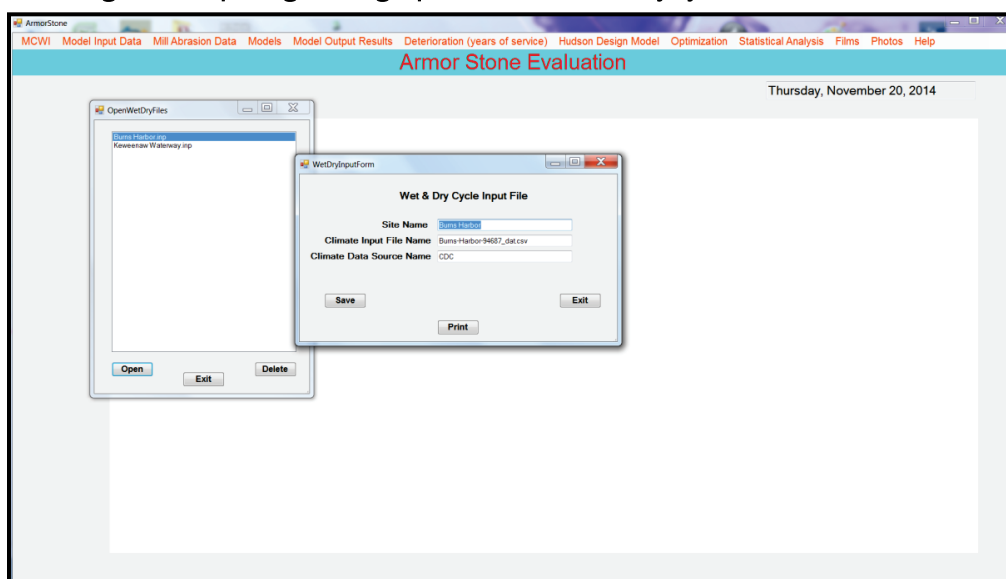 ArmorStone
MCWI Model Input Data Mill Abrasion Data Models Model Output Results Deterioration (years of service) Hudson Design Model Optimization Statistical Analysis Films Photos Help
Armor Stone Evaluation
Thursday, November 20, 2014
OpenWetDryFiles
Burns Harbor.inp
Keweenaw Waterway.inp
Open
Exit
Delete
WetDryInputForm
Wet & Dry Cycle Input File
Site Name Burns Harbor
Climate Input File Name Burns-Harbor-94687_dat.csv
Climate Data Source Name CDC
Save
Exit
Print